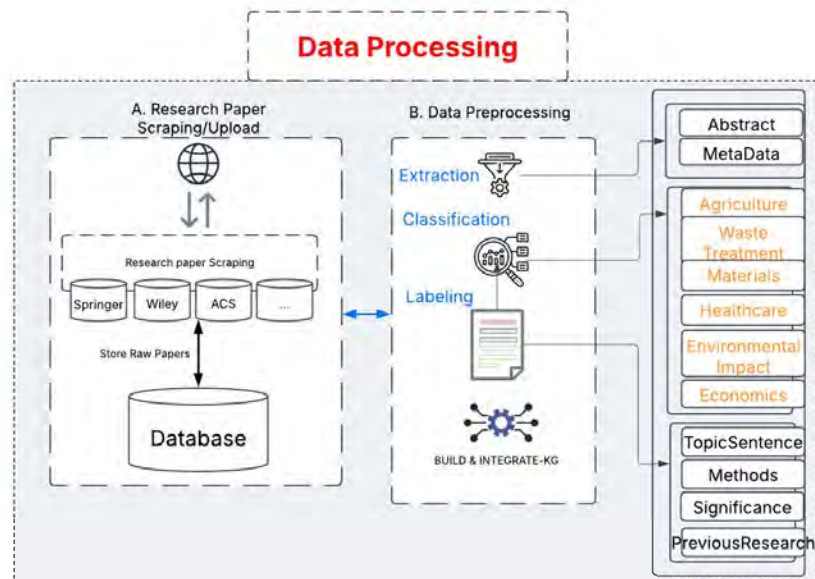 Data Processing
A. Research Paper
Scraping/Upload
Research paper Scraping
Springer
Wiley
ACS
....
Store Raw Papers
Database
B. Data Preprocessing
Extraction
Classification
Labeling
BUILD & INTEGRATE-KG
Abstract
MetaData
Agriculture
Waste
Treatment
Materials
Healthcare
Environmental
Impact
Economics
TopicSentence
Methods
Significance
PreviousResearch